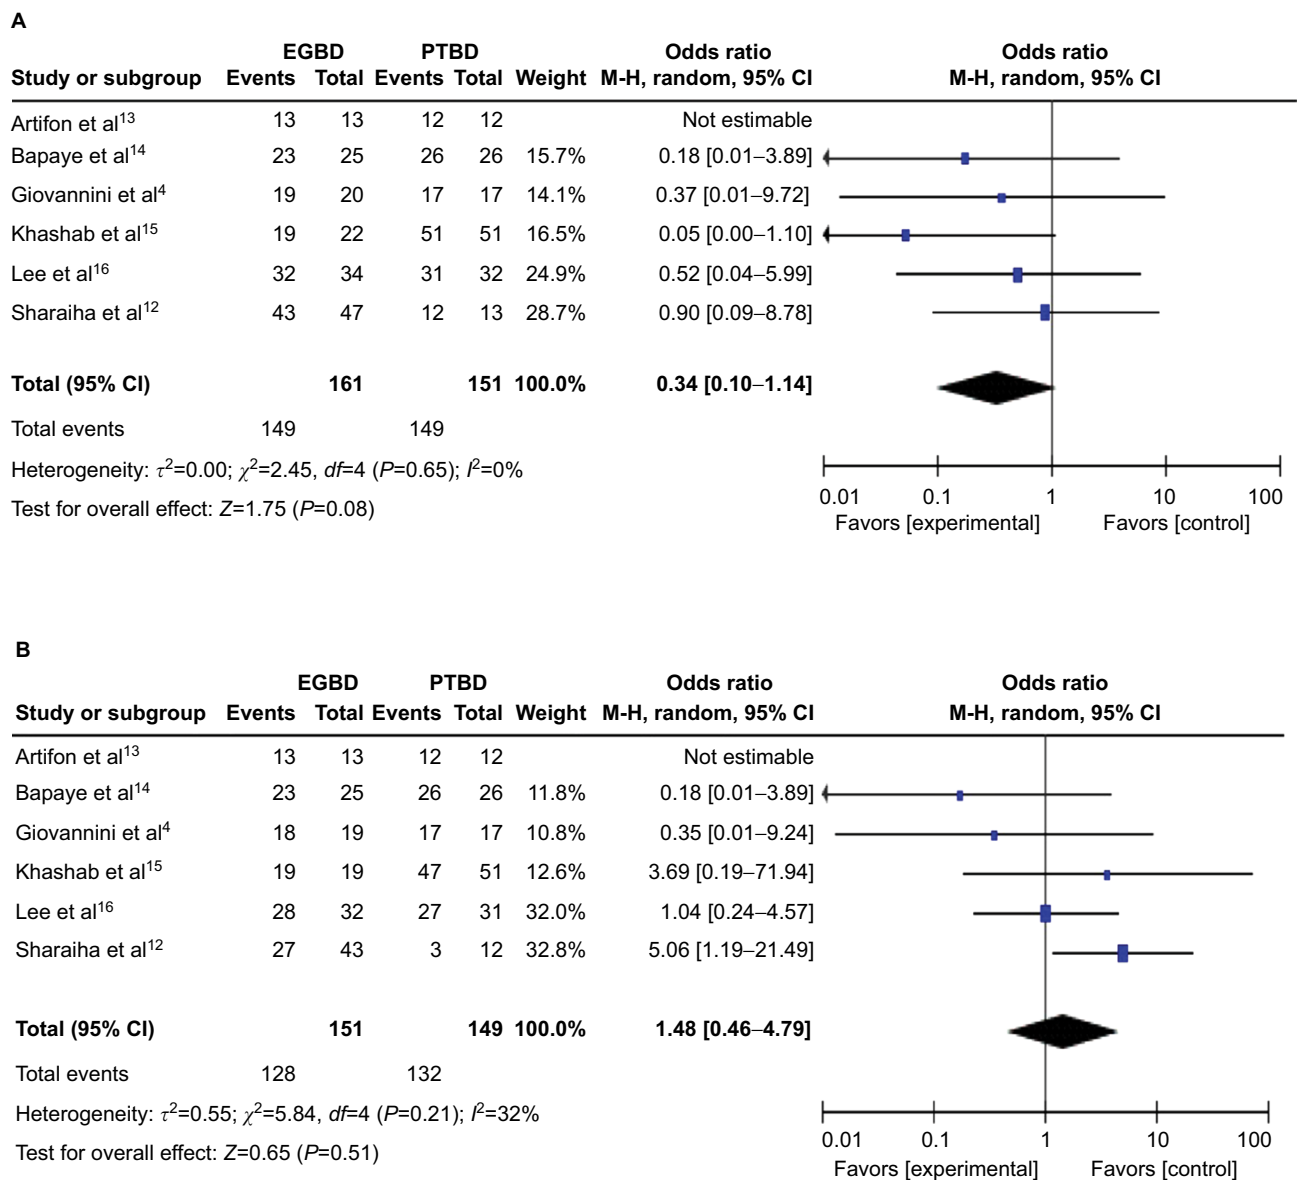 A
EGBD PTBD Odds ratio Odds ratio
Study or subgroup Events Total Events Total Weight M-H, random, 95% CI M-H, random, 95% CI
Artifon et al13 13 13 12 12 Not estimable
Bapaye et al14 23 25 26 26 15.7% 0.18 [0.01–3.89]
Giovannini et al4 19 20 17 17 14.1% 0.37 [0.01–9.72]
Khashab et al15 19 22 51 51 16.5% 0.05 [0.00–1.10]
Lee et al16 32 34 31 32 24.9% 0.52 [0.04–5.99]
Sharaiha et al12 43 47 12 13 28.7% 0.90 [0.09–8.78]
Total (95% CI) 161 151 100.0% 0.34 [0.10–1.14]
Total events 149 149
Heterogeneity: τ2=0.00; χ2=2.45, df=4 (P=0.65); I2=0%
Test for overall effect: Z=1.75 (P=0.08)
0.01 0.1 1 10 100
Favors [experimental] Favors [control]
B
EGBD PTBD Odds ratio Odds ratio
Study or subgroup Events Total Events Total Weight M-H, random, 95% CI M-H, random, 95% CI
Artifon et al13 13 13 12 12 Not estimable
Bapaye et al14 23 25 26 26 11.8% 0.18 [0.01–3.89]
Giovannini et al4 18 19 17 17 10.8% 0.35 [0.01–9.24]
Khashab et al15 19 19 47 51 12.6% 3.69 [0.19–71.94]
Lee et al16 28 32 27 31 32.0% 1.04 [0.24–4.57]
Sharaiha et al12 27 43 3 12 32.8% 5.06 [1.19–21.49]
Total (95% CI) 151 149 100.0% 1.48 [0.46–4.79]
Total events 128 132
Heterogeneity: τ2=0.55; χ2=5.84, df=4 (P=0.21); I2=32%
Test for overall effect: Z=0.65 (P=0.51)
0.01 0.1 1 10 100
Favors [experimental] Favors [control]